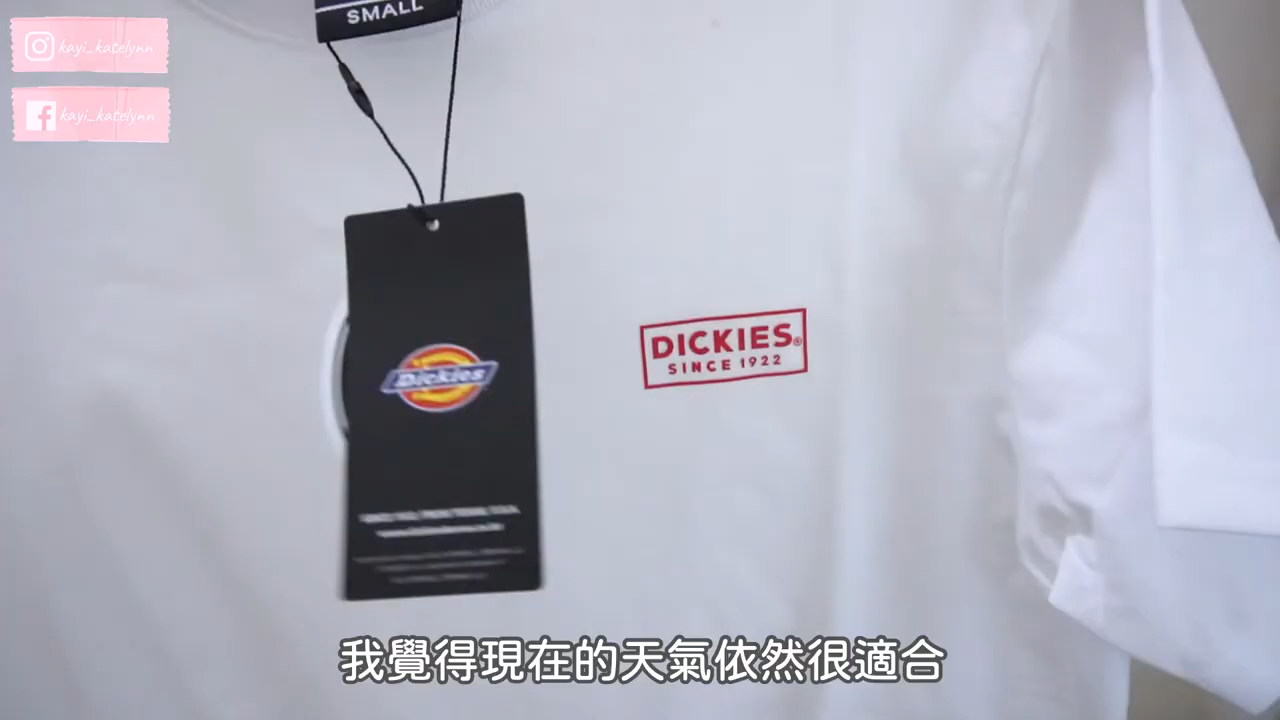 SMALL
kayi_katelynn
kayi_katelynn
Dickies
DICKIES®
SINCE 1922
我覺得現在的天氣依然很適合